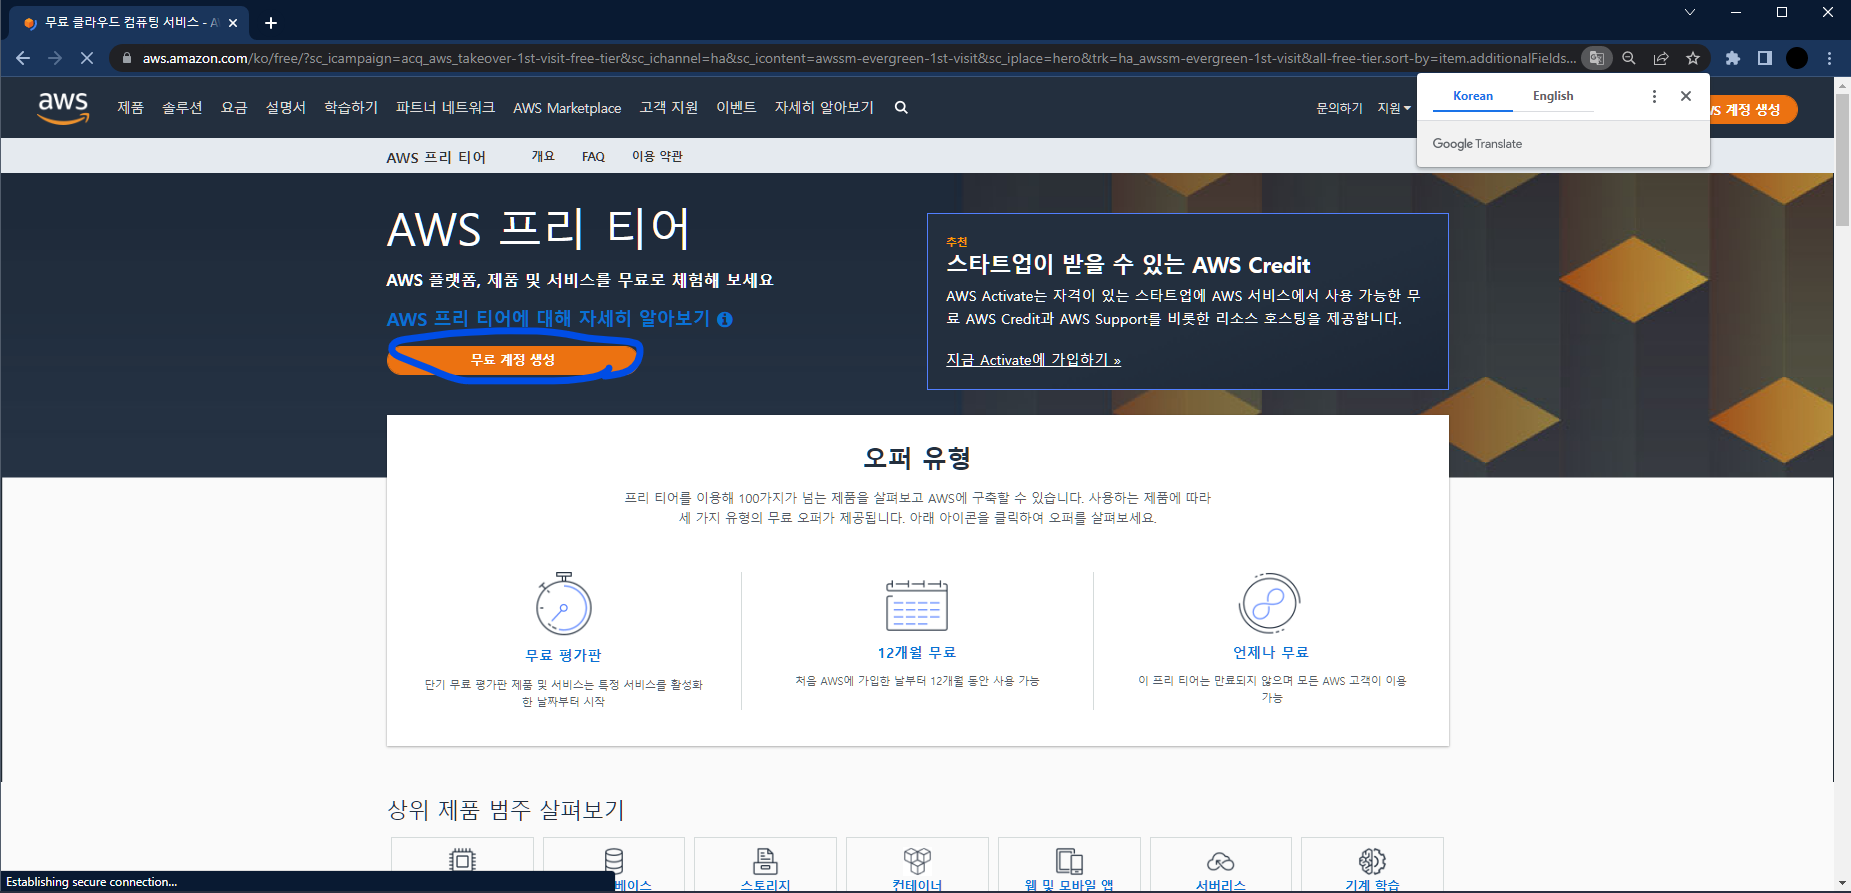 무료 클라우드 컴퓨팅 서비스 - A
aws.amazon.com/ko/free/?sc_icampaign=acq_aws_takeover-1st-visit-free-tier&sc_ichannel=ha&sc_icontent=awssm-evergreen-1st-visit&sc_iplace=hero&trk=ha_awssm-evergreen-1st-visit&all-free-tier.sort-by=item.additionalFields...
aws
제품 솔루션 요금 설명서 학습하기 파트너 네트워크 AWS Marketplace 고객 지원 이벤트 자세히 알아보기
문의하기 지원
계정 생성
Korean English
Google Translate
AWS 프리 티어 개요 FAQ 이용 약관
AWS 프리 티어
AWS 플랫폼, 제품 및 서비스를 무료로 체험해 보세요
AWS 프리 티어에 대해 자세히 알아보기
무료 계정 생성
추천
스타트업이 받을 수 있는 AWS Credit
AWS Activate는 자격이 있는 스타트업에 AWS 서비스에서 사용 가능한 무
료 AWS Credit과 AWS Support를 비롯한 리소스 호스팅을 제공합니다.
지금 Activate에 가입하기 »
오퍼 유형
프리 티어를 이용해 100가지가 넘는 제품을 살펴보고 AWS에 구축할 수 있습니다. 사용하는 제품에 따라
세 가지 유형의 무료 오퍼가 제공됩니다. 아래 아이콘을 클릭하여 오퍼를 살펴보세요.
무료 평가판
단기 무료 평가판 제품 및 서비스는 특정 서비스를 활성화
한 날짜부터 시작
12개월 무료
처음 AWS에 가입한 날부터 12개월 동안 사용 가능
언제나 무료
이 프리 티어는 만료되지 않으며 모든 AWS 고객이 이용
가능
상위 제품 범주 살펴보기
베이스 스토리지 컨테이너 웹 및 모바일 앱 서버리스 기계 학습
Establishing secure connection...